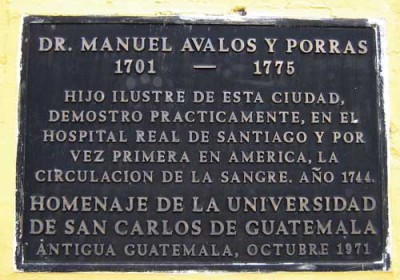 DR. MANUEL AVALOS Y PORRAS
1701 — 1775
HIJO ILUSTRE DE ESTA CIUDAD,
DEMOSTRO PRACTICAMENTE, EN EL
HOSPITAL REAL DE SANTIAGO Y POR
VEZ PRIMERA EN AMERICA, LA
CIRCULACION DE LA SANGRE. AÑO 1744.
HOMENAJE DE LA UNIVERSIDAD
DE SAN CARLOS DE GUATEMALA
ANTIGUA GUATEMALA, OCTUBRE 1971